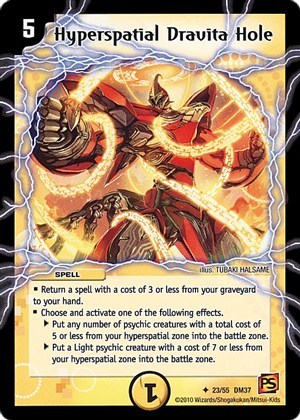 5 Hyperspatial Dravita Hole
illus. TUBAKI HALSAME
SPELL
■ Return a spell with a cost of 3 or less from your graveyard
to your hand.
■ Choose and activate one of the following effects.
▶ Put any number of psychic creatures with a total cost of
5 or less from your hyperspatial zone into the battle zone.
▶ Put a Light psychic creature with a cost of 7 or less from
your hyperspatial zone into the battle zone.
1
PS
✦ 23/55 DM37
©2010 Wizards/Shogakukan/Mitsui-Kids